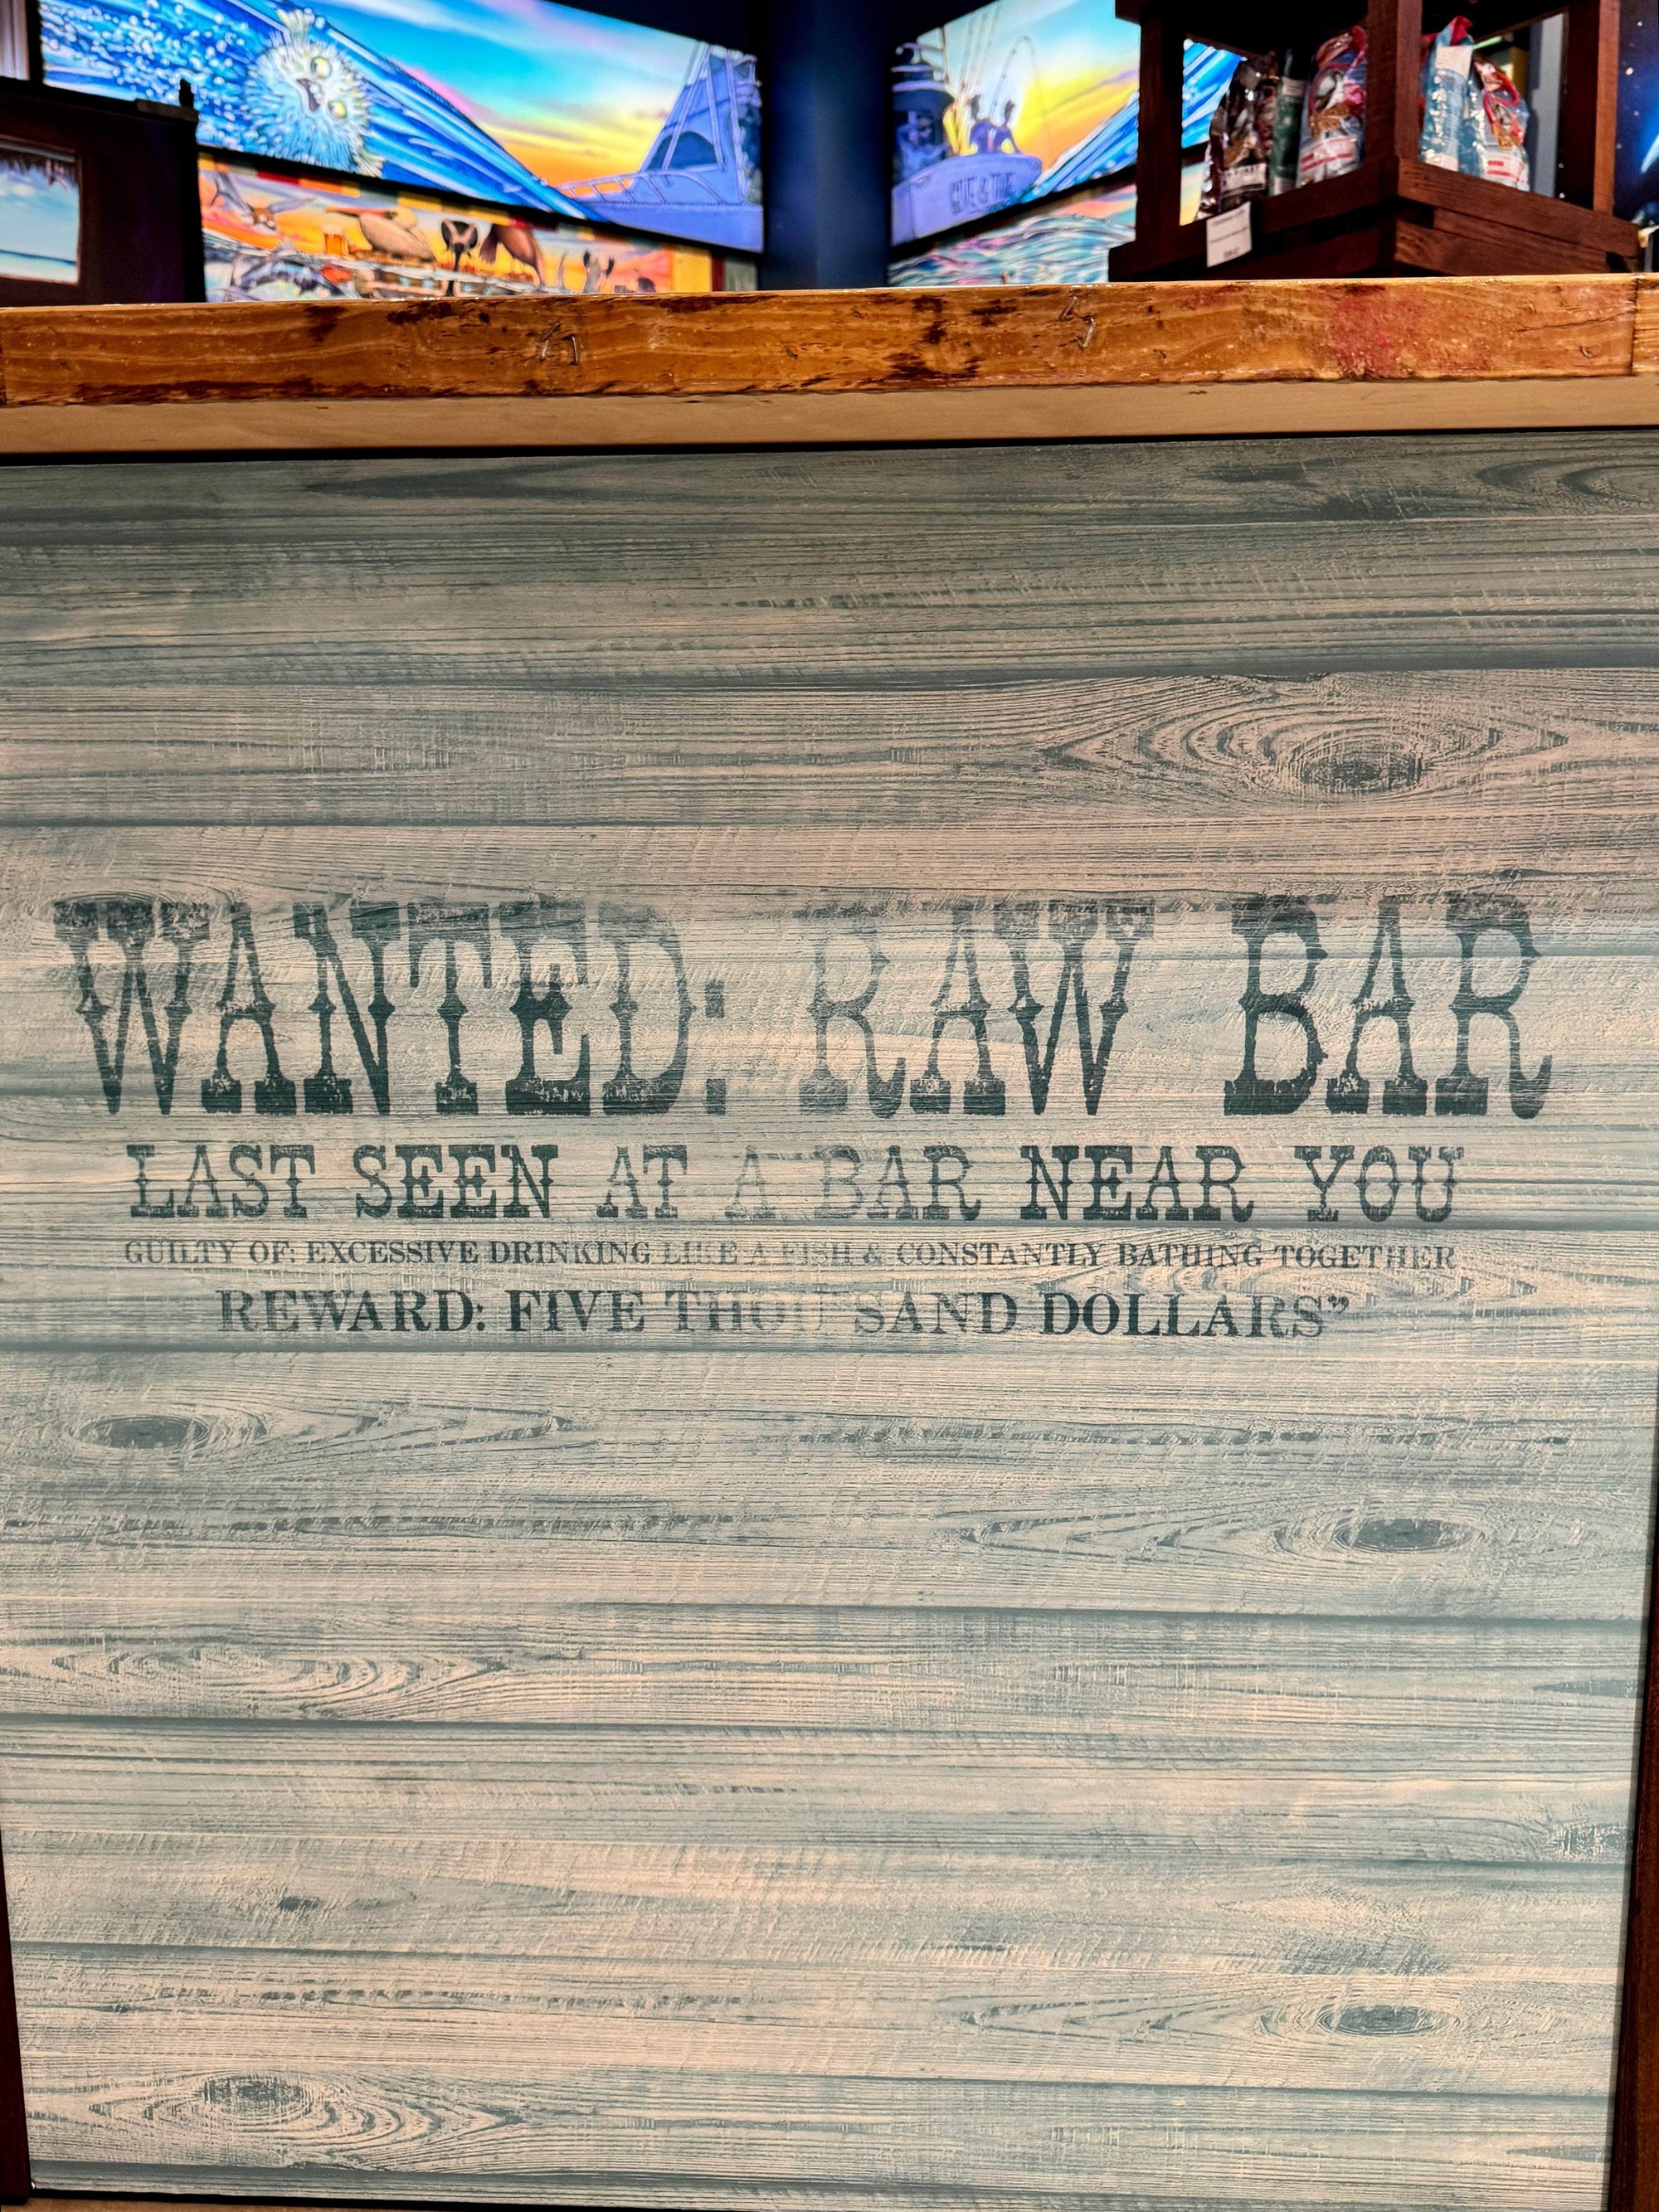 WANTED: RAW BAR
LAST SEEN AT A BAR NEAR YOU
GUILTY OF: EXCESSIVE DRINKING LIKE A FISH & CONSTANTLY BATHING TOGETHER
REWARD: FIVE THOUSAND DOLLARS”